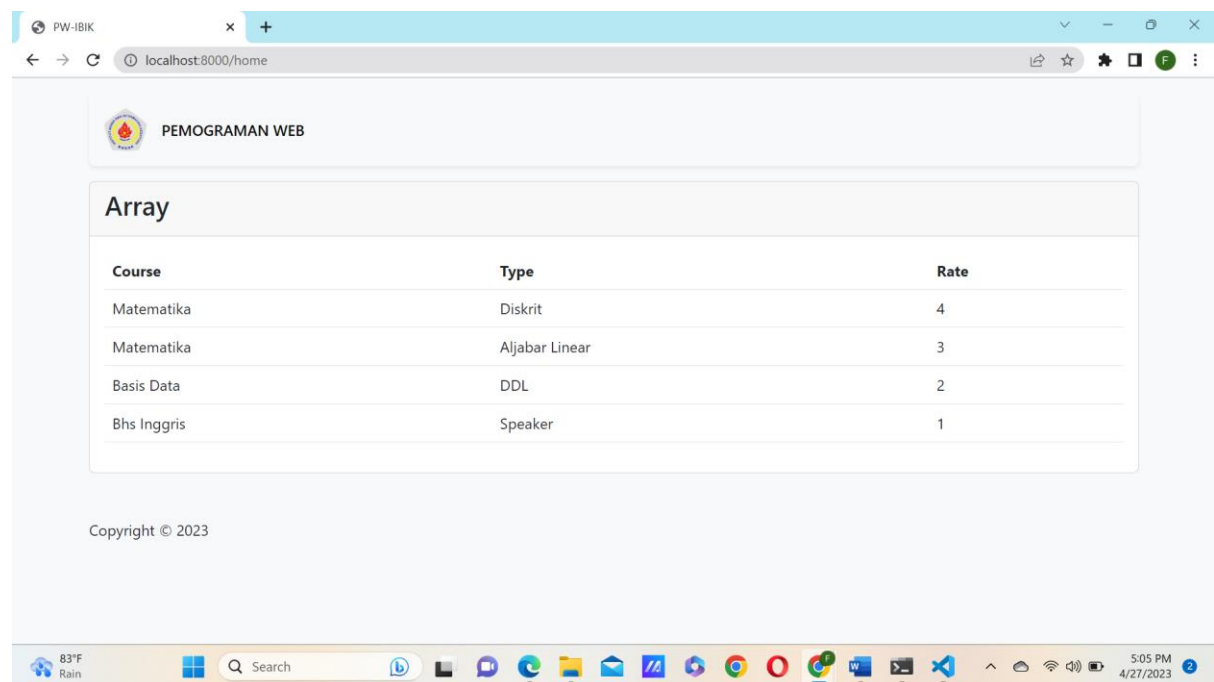 PW-IBIK
localhost:8000/home
F
PEMOGRAMAN WEB
Array
Course Type Rate
Matematika Diskrit 4
Matematika Aljabar Linear 3
Basis Data DDL 2
Bhs Inggris Speaker 1
Copyright © 2023
83°F
Rain
Search
5:05 PM
4/27/2023
2